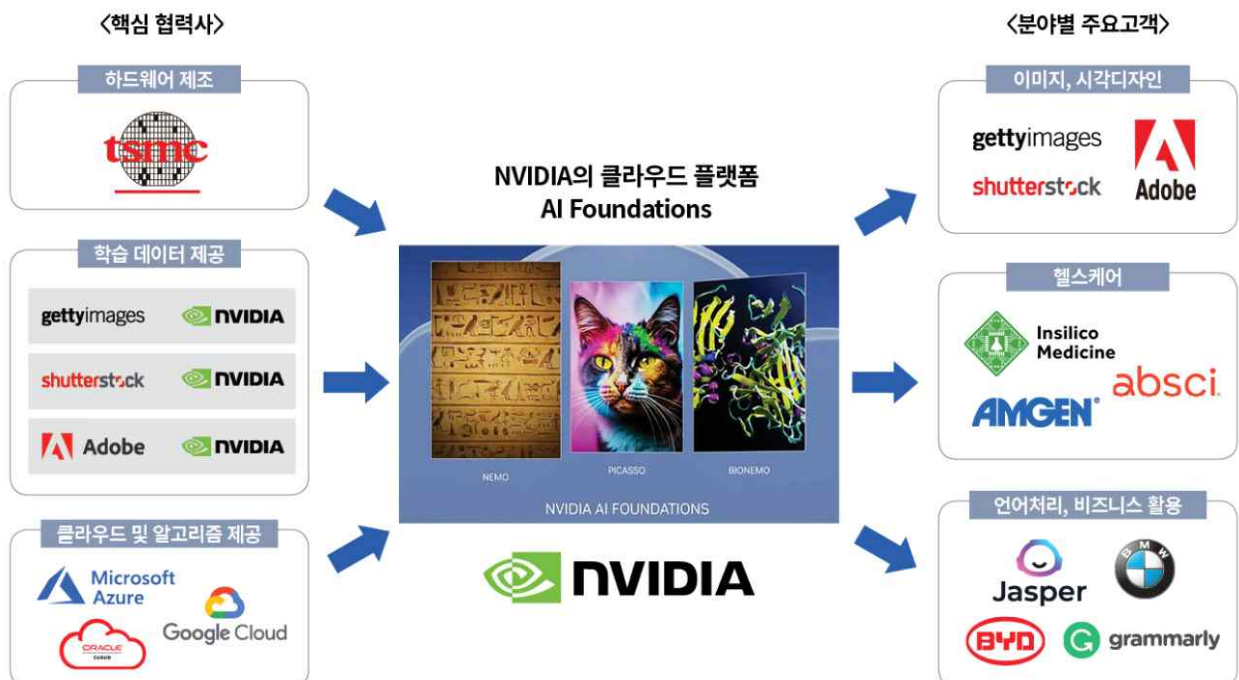 <핵심 협력사>
하드웨어 제조
tsmc
학습 데이터 제공
gettyimages NVIDIA
shutterstock NVIDIA
Adobe NVIDIA
클라우드 및 알고리즘 제공
Microsoft
Azure
Google Cloud
ORACLE
CLOUD
NVIDIA의 클라우드 플랫폼
AI Foundations
NEMO
PICASSO
BIONEMO
NVIDIA AI FOUNDATIONS
NVIDIA
<분야별 주요고객>
이미지, 시각디자인
gettyimages
shutterstock
Adobe
헬스케어
Insilico
Medicine
absci.
AMGEN®
언어처리, 비즈니스 활용
Jasper
BMW
BYD
grammarly